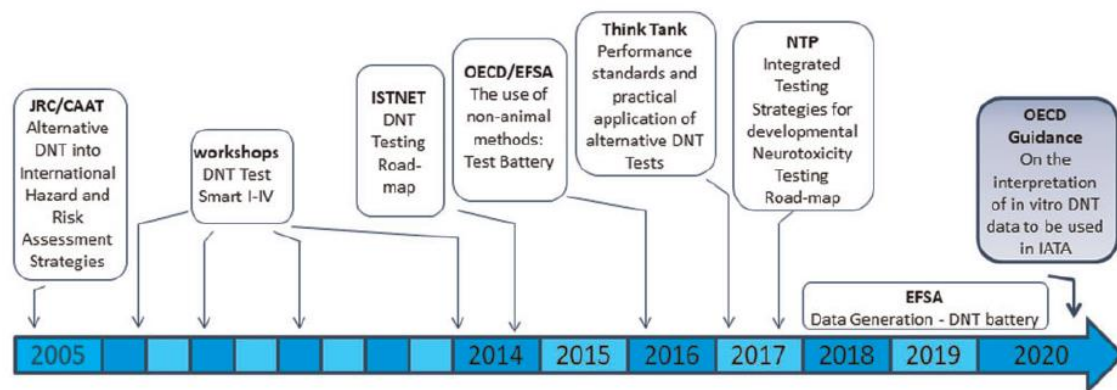 JRC/CAAT
Alternative
DNT into
International
Hazard and
Risk
Assessment
Strategies
workshops
DNT Test
Smart I-IV
ISTNET
DNT
Testing
Road-
map
OECD/EFSA
The use of
non-animal
methods:
Test Battery
Think Tank
Performance
standards and
practical
application of
alternative DNT
Tests
NTP
Integrated
Testing
Strategies for
developmental
Neurotoxicity
Testing
Road-map
OECD
Guidance
On the
interpretation
of in vitro DNT
data to be used
in IATA
EFSA
Data Generation - DNT battery
2005 2014 2015 2016 2017 2018 2019 2020